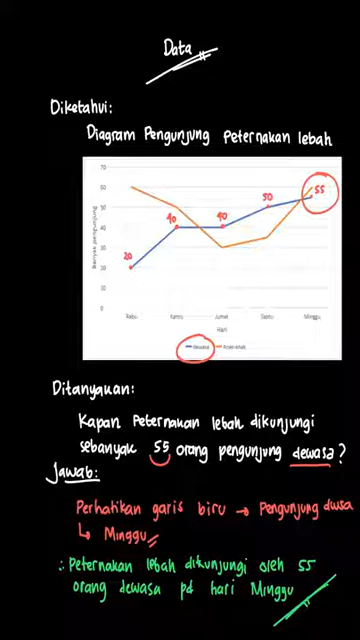 Data
Diketahui:
Diagram Pengunjung Peternakan lebah
70
60
50
40
30
20
10
0
Banyak pengunjung
20
40
40
50
55
Rabu Kamis Jumat Sabtu Minggu
Hari
dewasa Anak-anak
Ditanyakan:
Kapan Peternakan lebah dikunjungi
sebanyak 55 orang pengunjung dewasa?
Jawab:
Perhatikan garis biru → Pengunjung dwsa
↳ Minggu
∴ Peternakan lebah dikunjungi oleh 55
orang dewasa pd hari Minggu